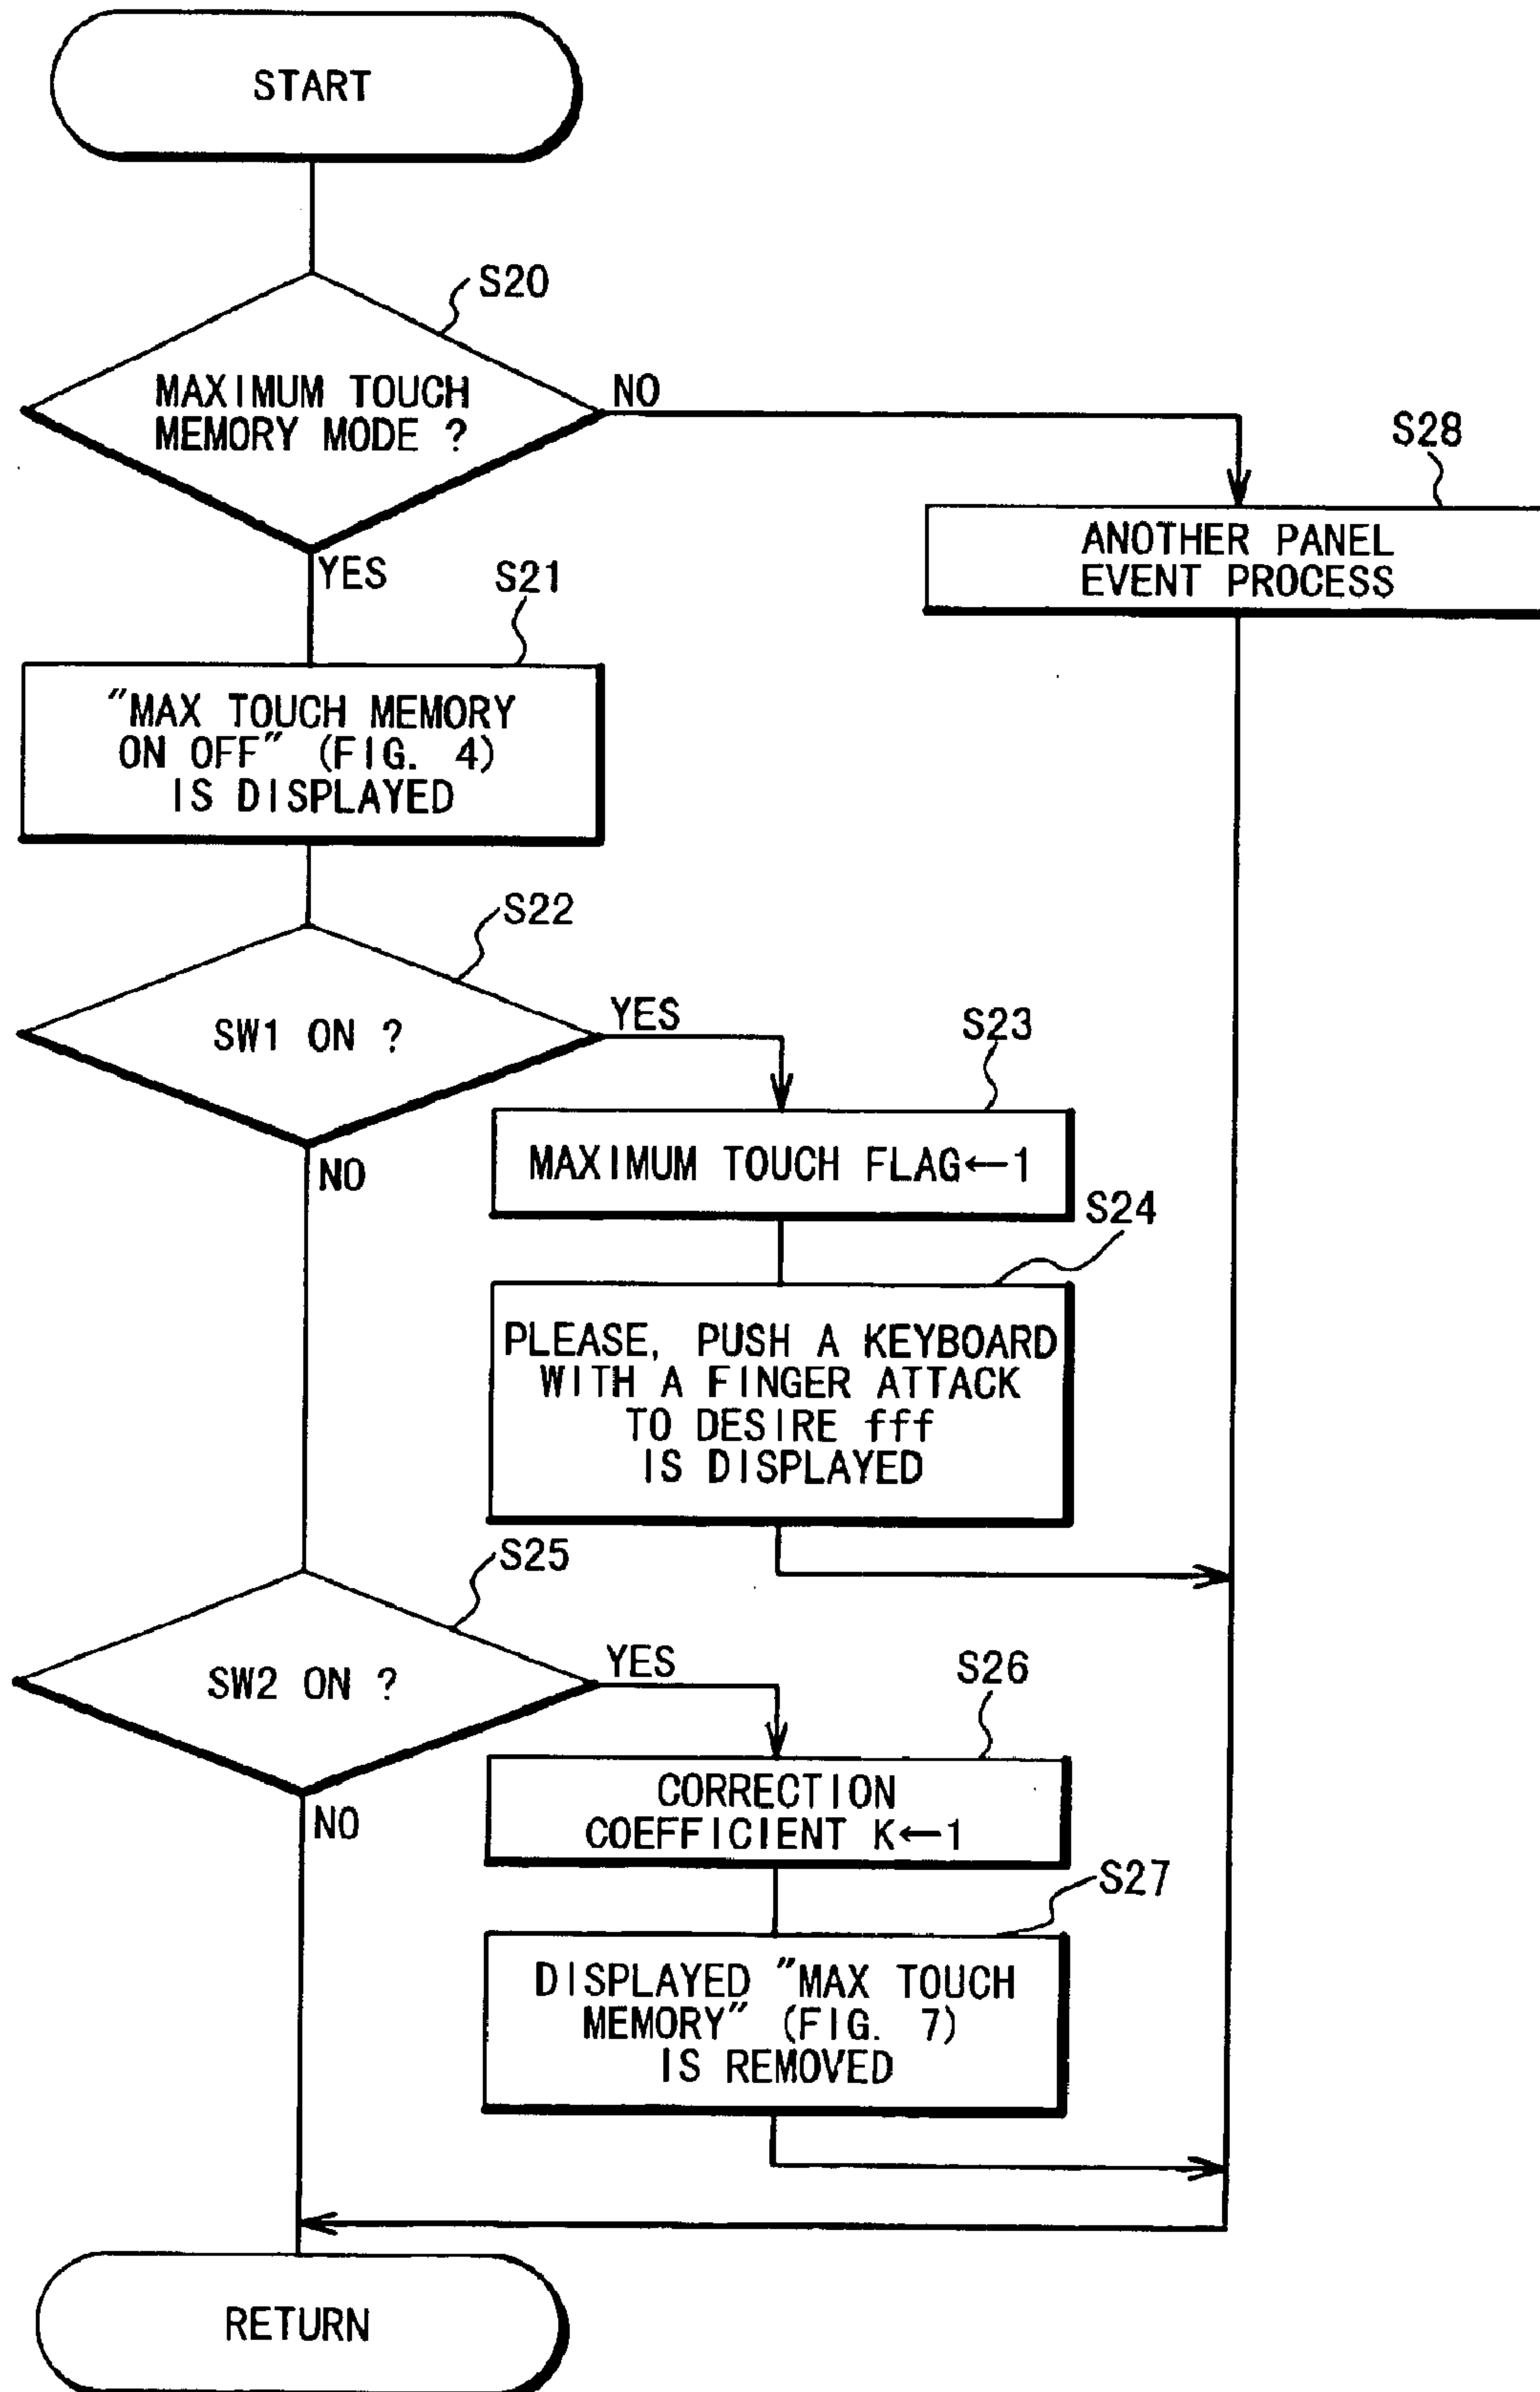 START
S20
MAXIMUM TOUCH
MEMORY MODE ?
NO
S28
ANOTHER PANEL
EVENT PROCESS
YES
S21
"MAX TOUCH MEMORY
ON OFF" (FIG. 4)
IS DISPLAYED
S22
SW1 ON ?
YES
S23
MAXIMUM TOUCH FLAG←1
NO
S24
PLEASE, PUSH A KEYBOARD
WITH A FINGER ATTACK
TO DESIRE fff
IS DISPLAYED
S25
SW2 ON ?
YES
S26
CORRECTION
COEFFICIENT K←1
NO
S27
DISPLAYED "MAX TOUCH
MEMORY" (FIG. 7)
IS REMOVED
RETURN